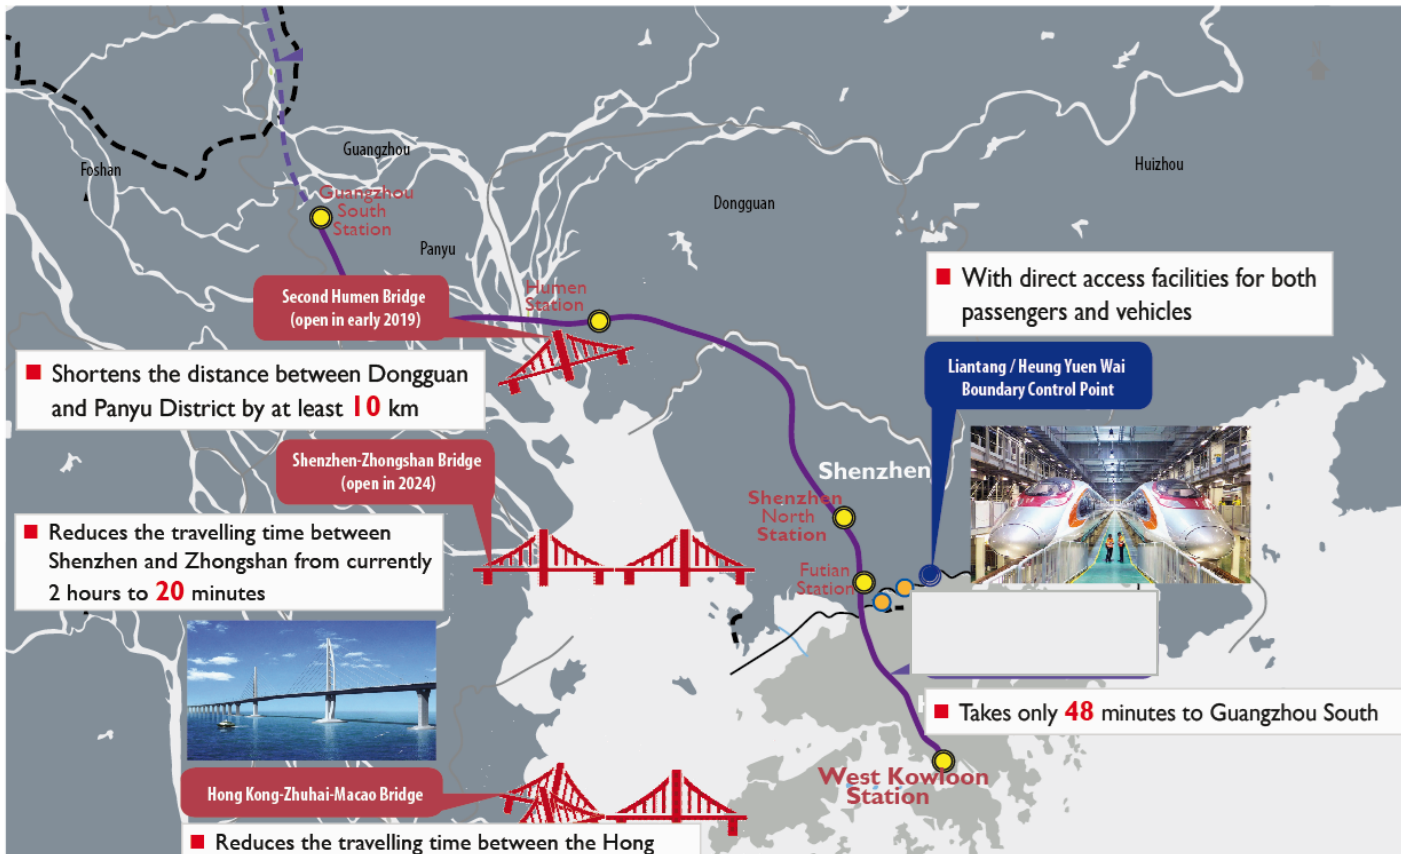 Foshan
Guangzhou
Huizhou
Guangzhou
South
Station
Dongguan
Panyu
Second Humen Bridge
(open in early 2019)
Humen
Station
■ With direct access facilities for both
passengers and vehicles
■ Shortens the distance between Dongguan
and Panyu District by at least 10 km
Liantang / Heung Yuen Wai
Boundary Control Point
Shenzhen-Zhongshan Bridge
(open in 2024)
Shenzhen
Shenzhen
North
Station
■ Reduces the travelling time between
Shenzhen and Zhongshan from currently
2 hours to 20 minutes
Futian
Station
■ Takes only 48 minutes to Guangzhou South
West Kowloon
Station
Hong Kong-Zhuhai-Macao Bridge
■ Reduces the travelling time between the Hong